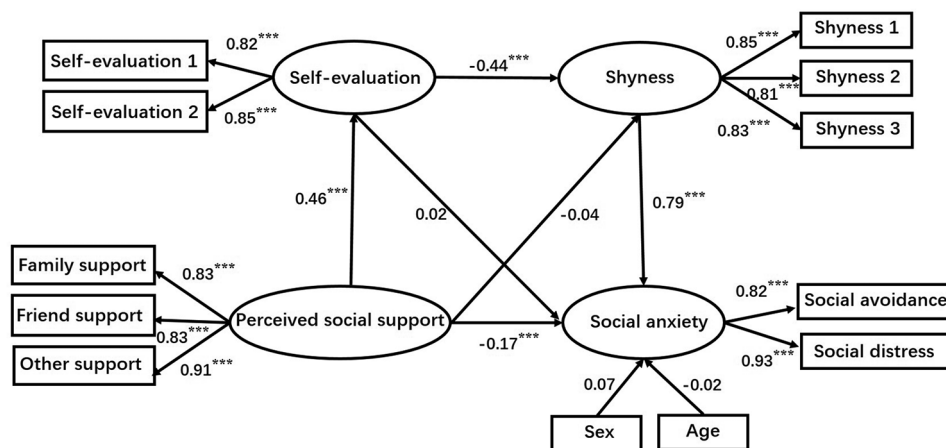 Shyness 1
0.82***
0.85***
Self-evaluation 1
-0.44***
Self-evaluation
Shyness
Shyness 2
0.81***
Self-evaluation 2
0.85***
0.83***
Shyness 3
0.46***
0.02
-0.04
0.79***
Family support
0.83***
0.82***
Social avoidance
Friend support
Perceived social support
Social anxiety
0.83***
-0.17***
Social distress
Other support
0.91***
0.93***
0.07
-0.02
Sex
Age